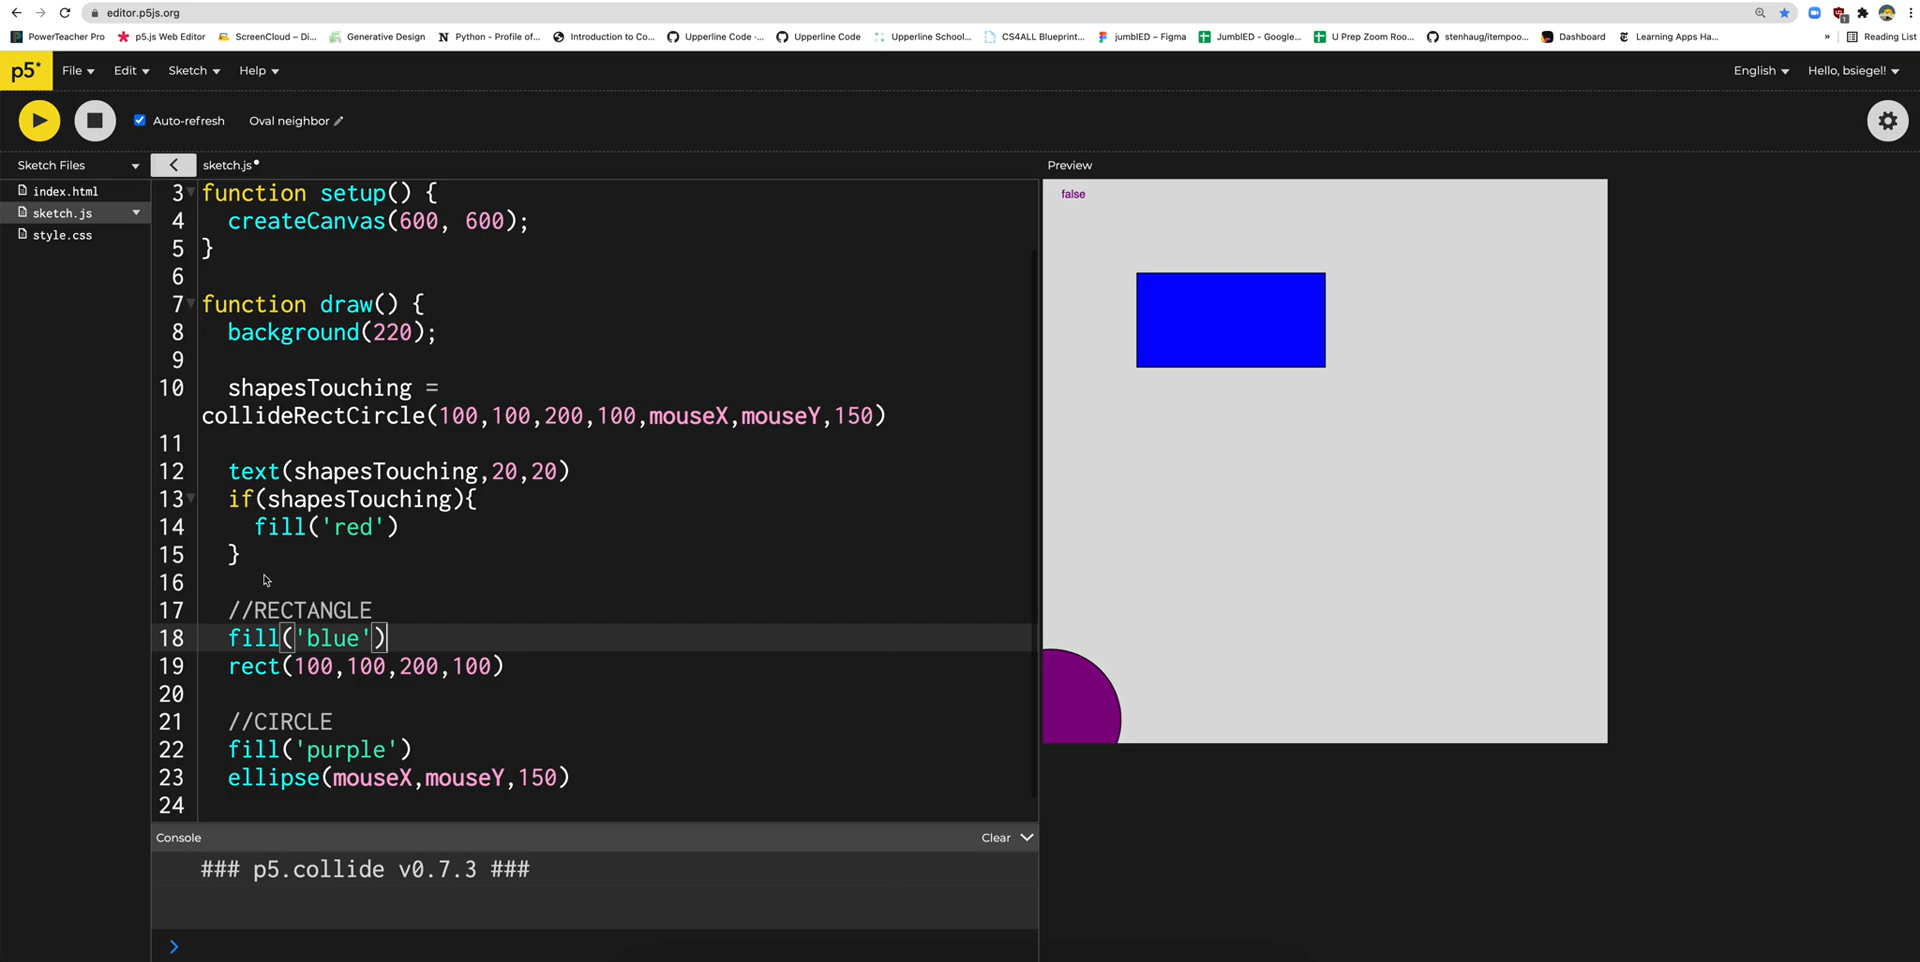 editor.p5js.org
PowerTeacher Pro p5.js Web Editor ScreenCloud – Di... Generative Design Python - Profile of... Introduction to Co... Upperline Code -... Upperline Code Upperline School... CS4ALL Blueprint... jumblED – Figma JumblED - Google... U Prep Zoom Roo... stenhaug/itempoo... Dashboard Learning Apps Ha... » Reading List
p5* File Edit Sketch Help English Hello, bsiegel!
Auto-refresh Oval neighbor
Sketch Files sketch.js Preview
index.html
sketch.js
style.css
3 function setup() {
4 createCanvas(600, 600);
5 }
6
7 function draw() {
8 background(220);
9
10 shapesTouching =
collideRectCircle(100,100,200,100,mouseX,mouseY,150)
11
12 text(shapesTouching,20,20)
13 if(shapesTouching){
14 fill('red')
15 }
16
17 //RECTANGLE
18 fill('blue')
19 rect(100,100,200,100)
20
21 //CIRCLE
22 fill('purple')
23 ellipse(mouseX,mouseY,150)
24
false
Console Clear
### p5.collide v0.7.3 ###
>